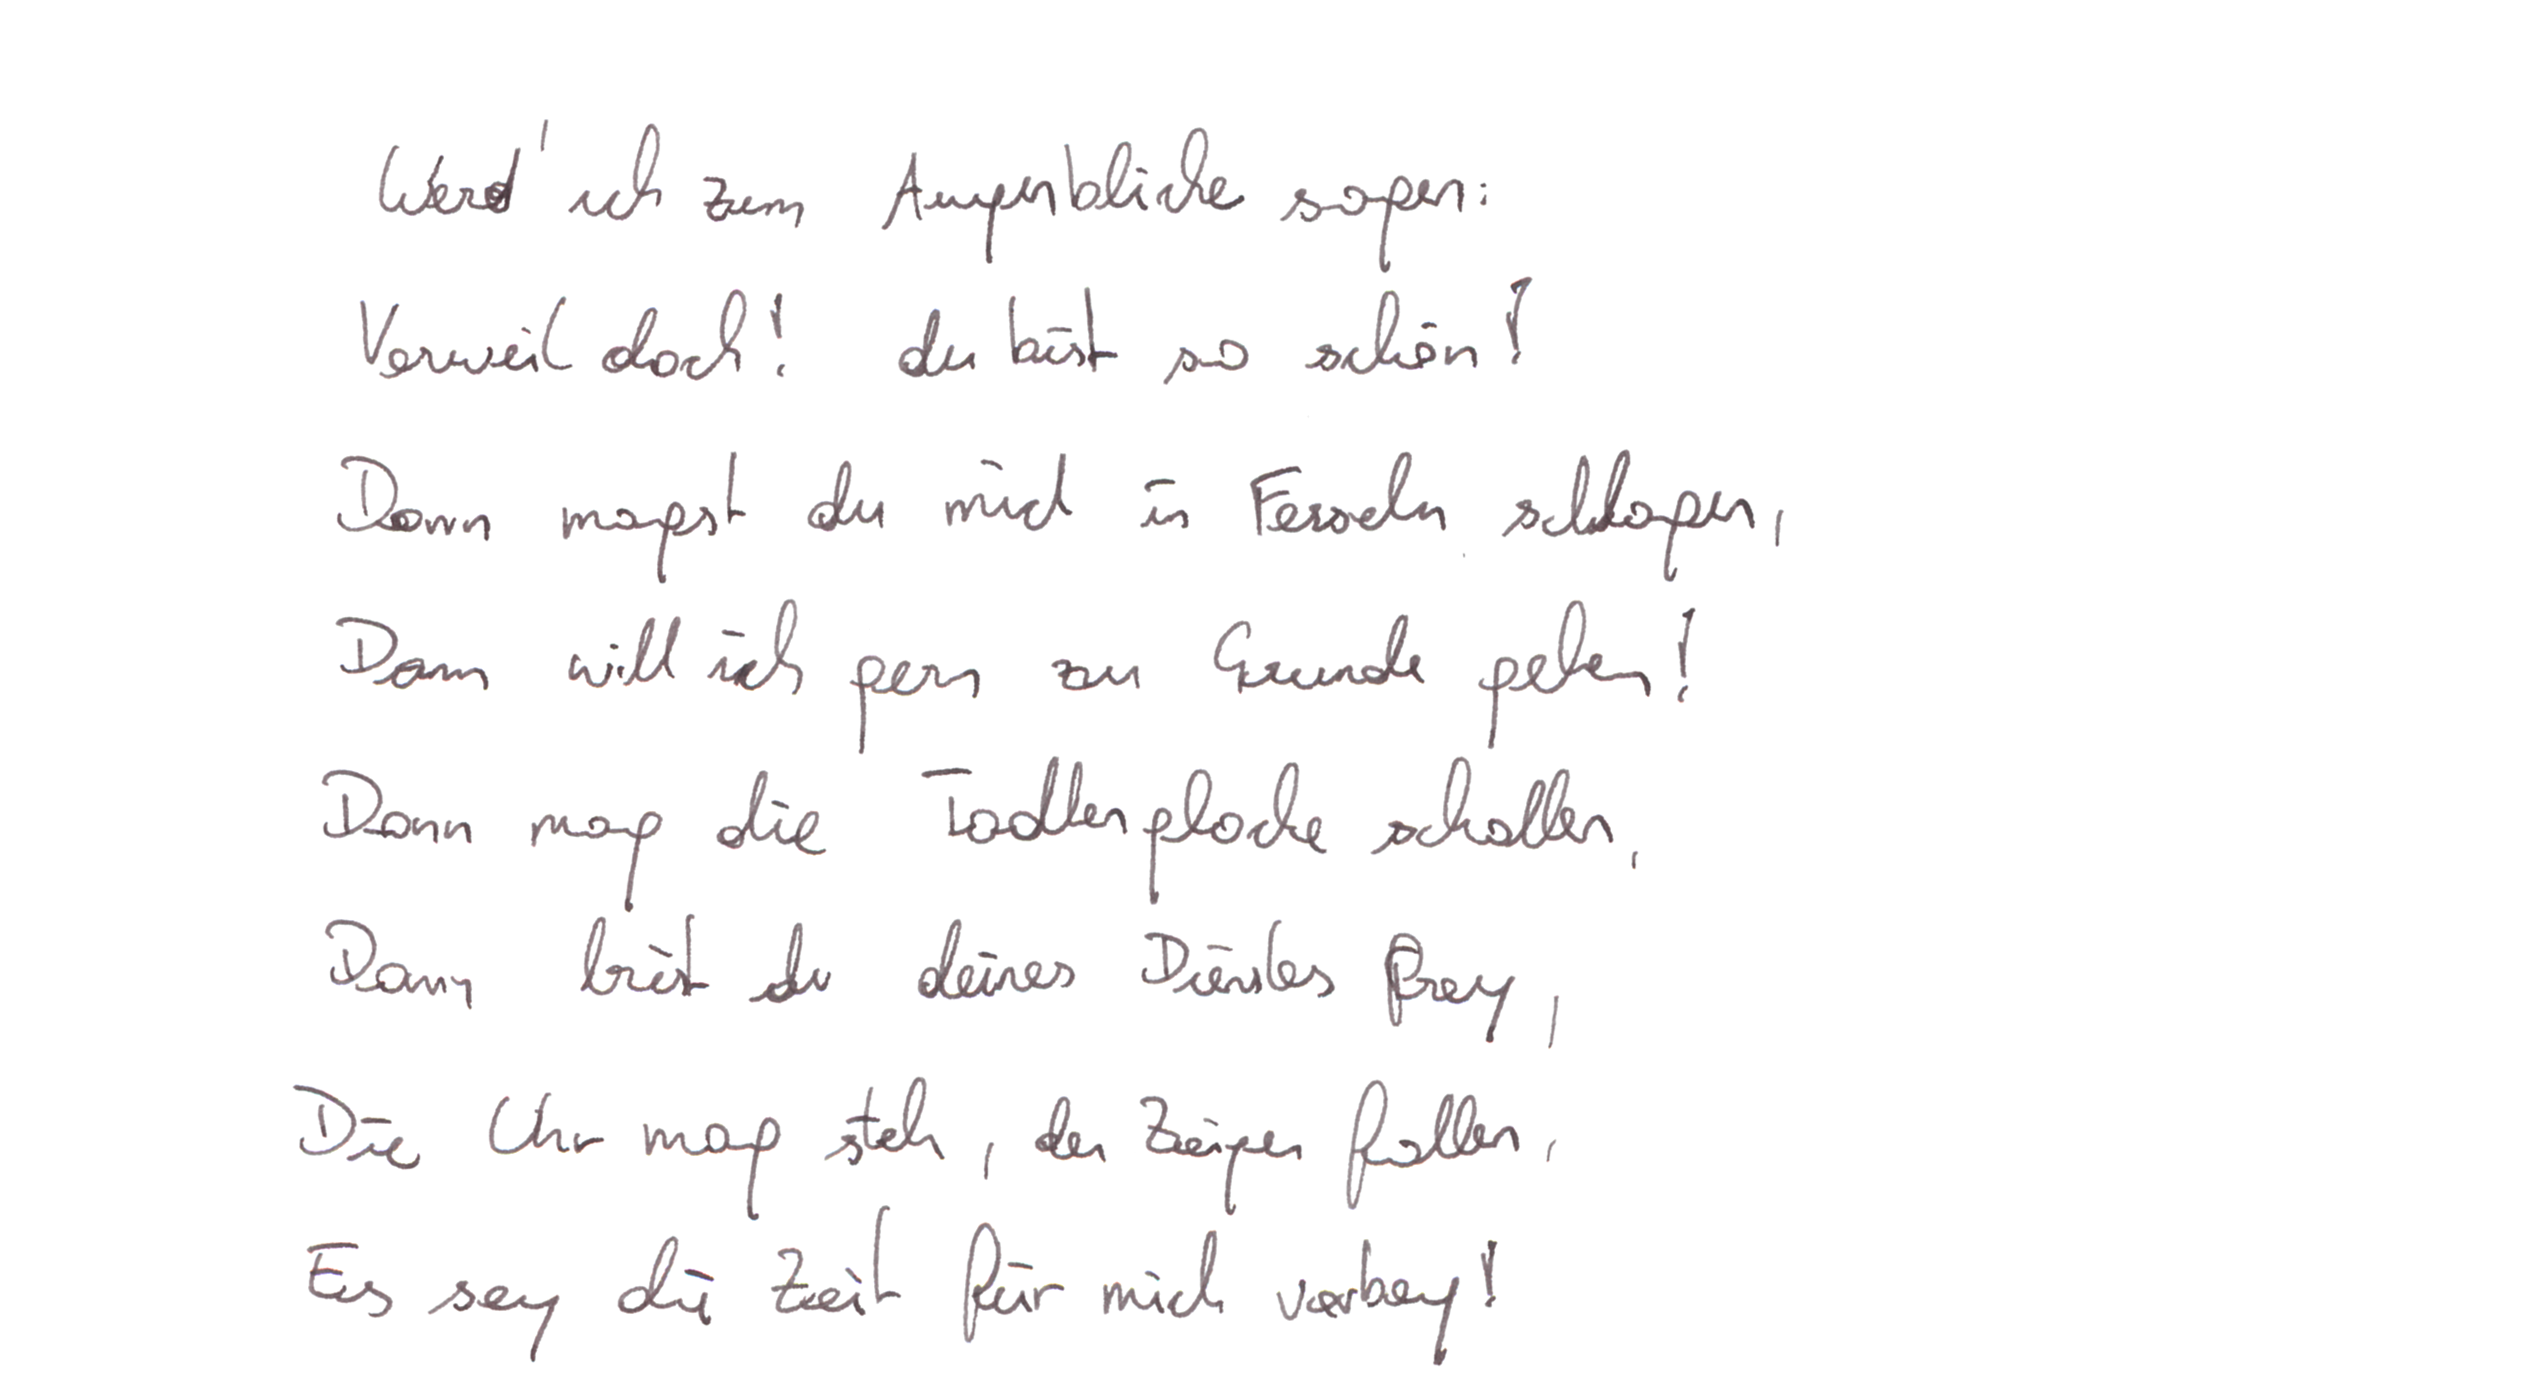 Werd' ich zum Augenblicke sagen:
Verweil doch! du bist so schön!
Dann magst du mich in Fesseln schlagen,
Dann will ich gern zu Grunde gehen!
Dann mag die Todtenglocke schallen,
Dann bist du deines Dienstes frey,
Die Uhr mag steh, der Zeiger fallen,
Es sey die Zeit für mich vorbey!